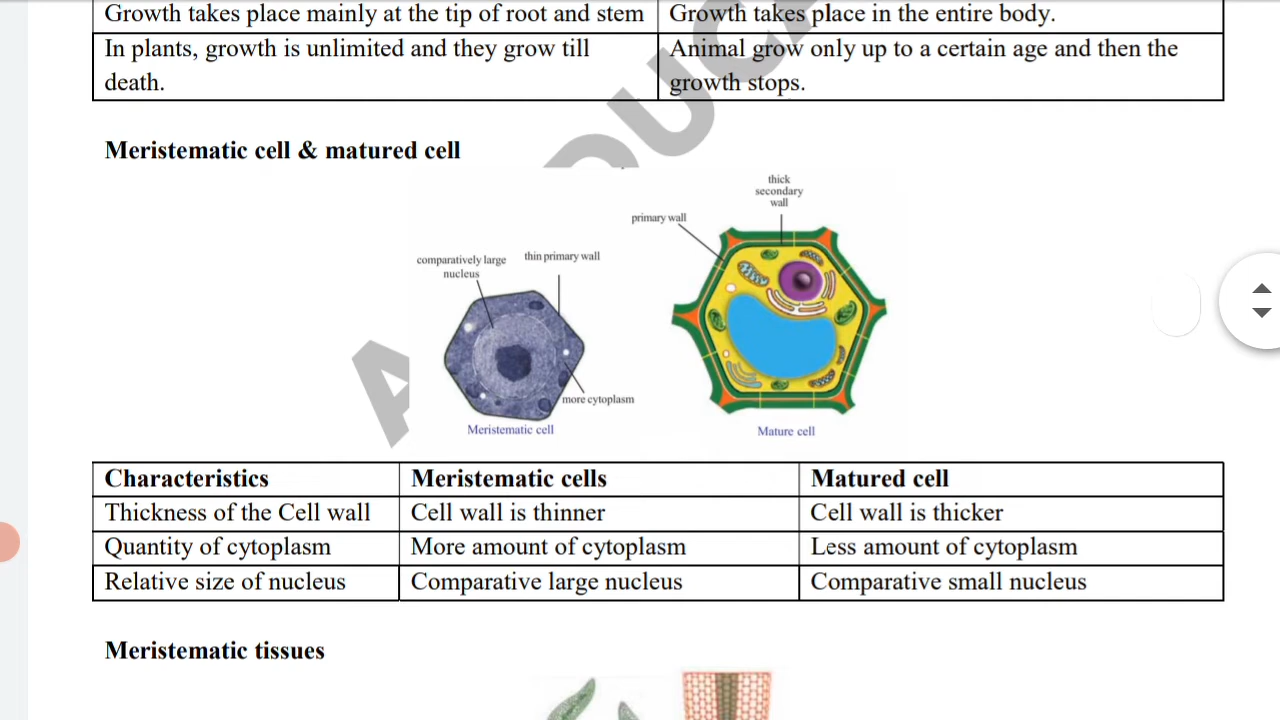 Growth takes place mainly at the tip of root and stem
Growth takes place in the entire body.
In plants, growth is unlimited and they grow till
death.
Animal grow only up to a certain age and then the
growth stops.
Meristematic cell & matured cell
thick
secondary
wall
primary wall
comparatively large
nucleus
thin primary wall
more cytoplasm
Meristematic cell
Mature cell
Characteristics
Meristematic cells
Matured cell
Thickness of the Cell wall
Cell wall is thinner
Cell wall is thicker
Quantity of cytoplasm
More amount of cytoplasm
Less amount of cytoplasm
Relative size of nucleus
Comparative large nucleus
Comparative small nucleus
Meristematic tissues